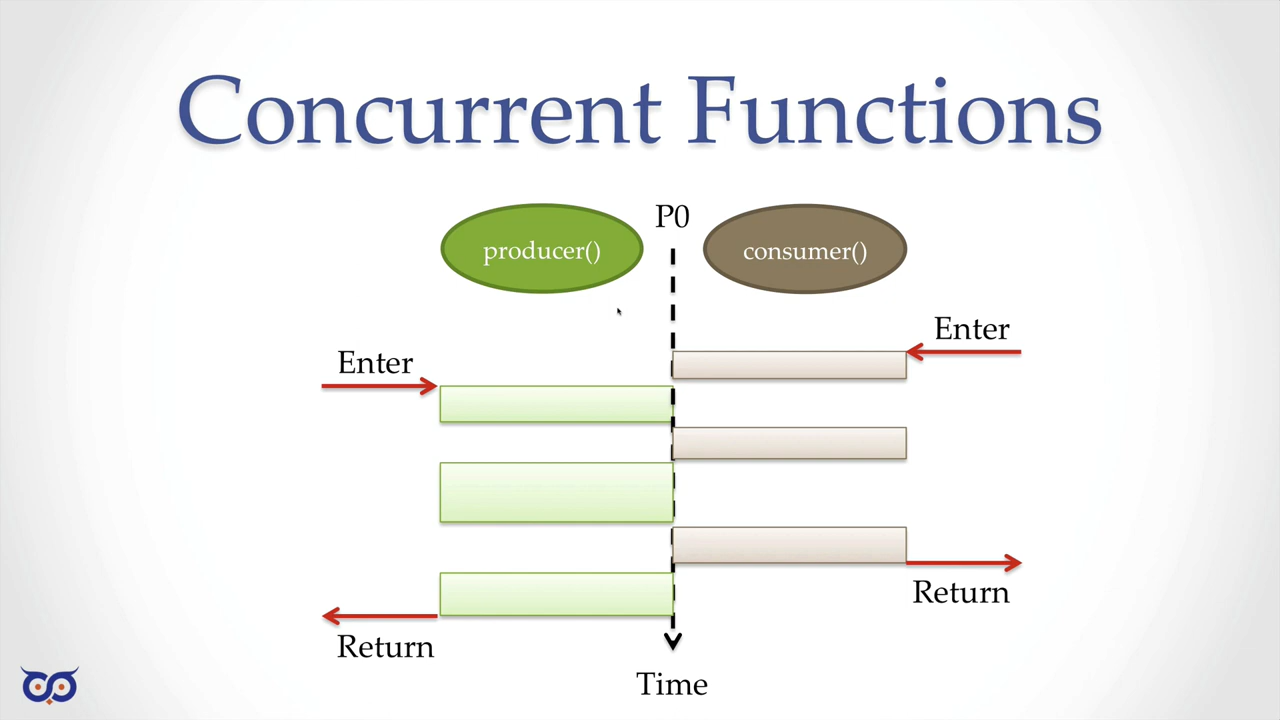 Concurrent Functions
P0
producer()
consumer()
Enter
Enter
Return
Return
Time